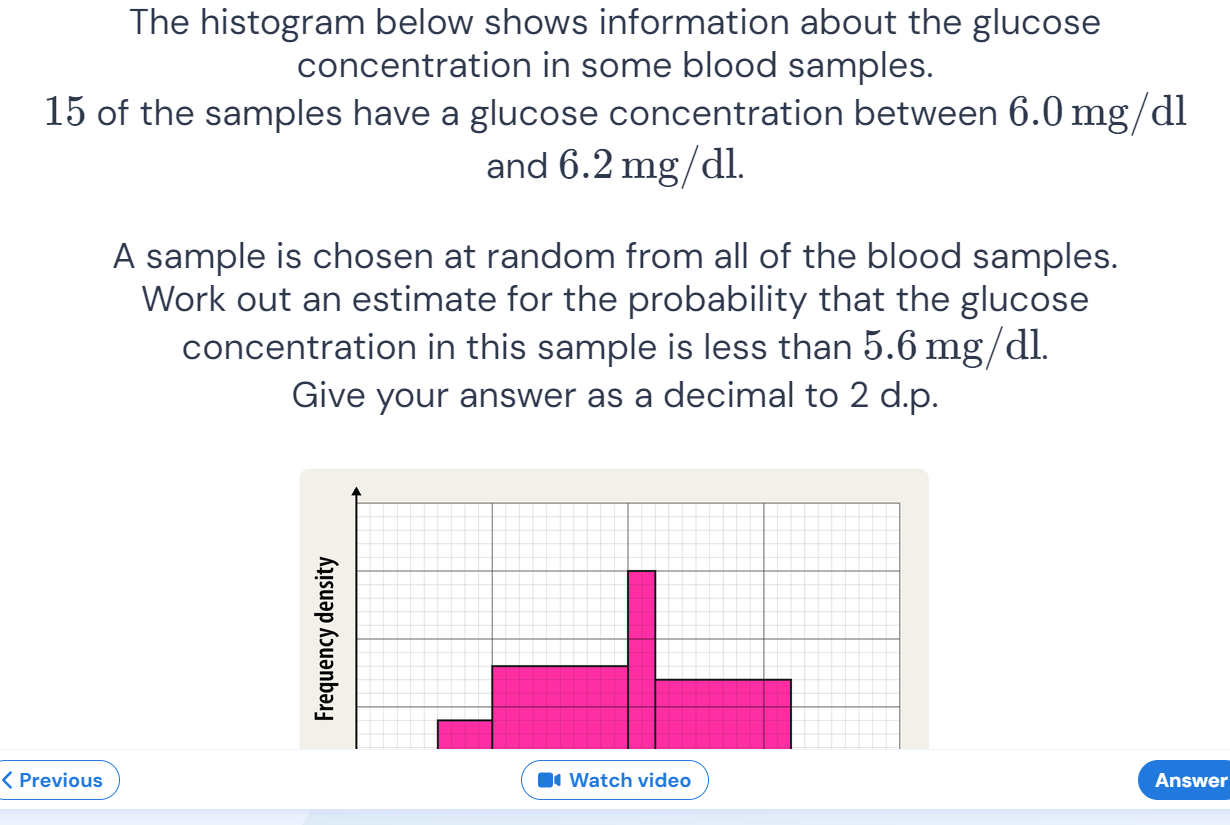 The histogram below shows information about the glucose
concentration in some blood samples.
15 of the samples have a glucose concentration between 6.0 mg/dl
and 6.2 mg/dl.
A sample is chosen at random from all of the blood samples.
Work out an estimate for the probability that the glucose
concentration in this sample is less than 5.6 mg/dl.
Give your answer as a decimal to 2 d.p.
Frequency density
Previous
Watch video
Answer